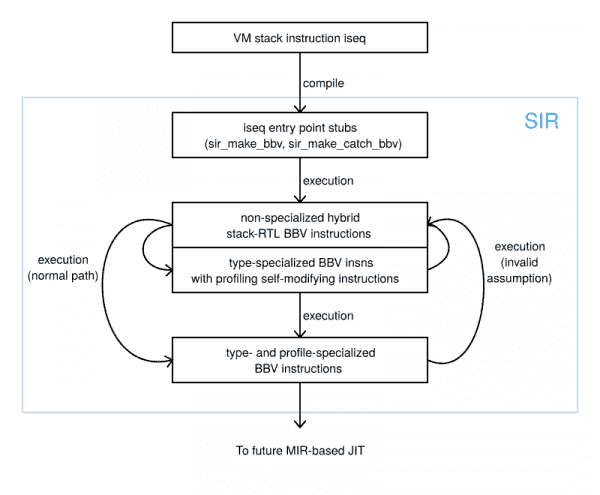 VM stack instruction iseq
compile
SIR
iseq entry point stubs
(sir_make_bbv, sir_make_catch_bbv)
execution
non-specialized hybrid
stack-RTL BBV instructions
execution
(normal path)
execution
(invalid
assumption)
type-specialized BBV insns
with profiling self-modifying instructions
execution
type- and profile-specialized
BBV instructions
To future MIR-based JIT